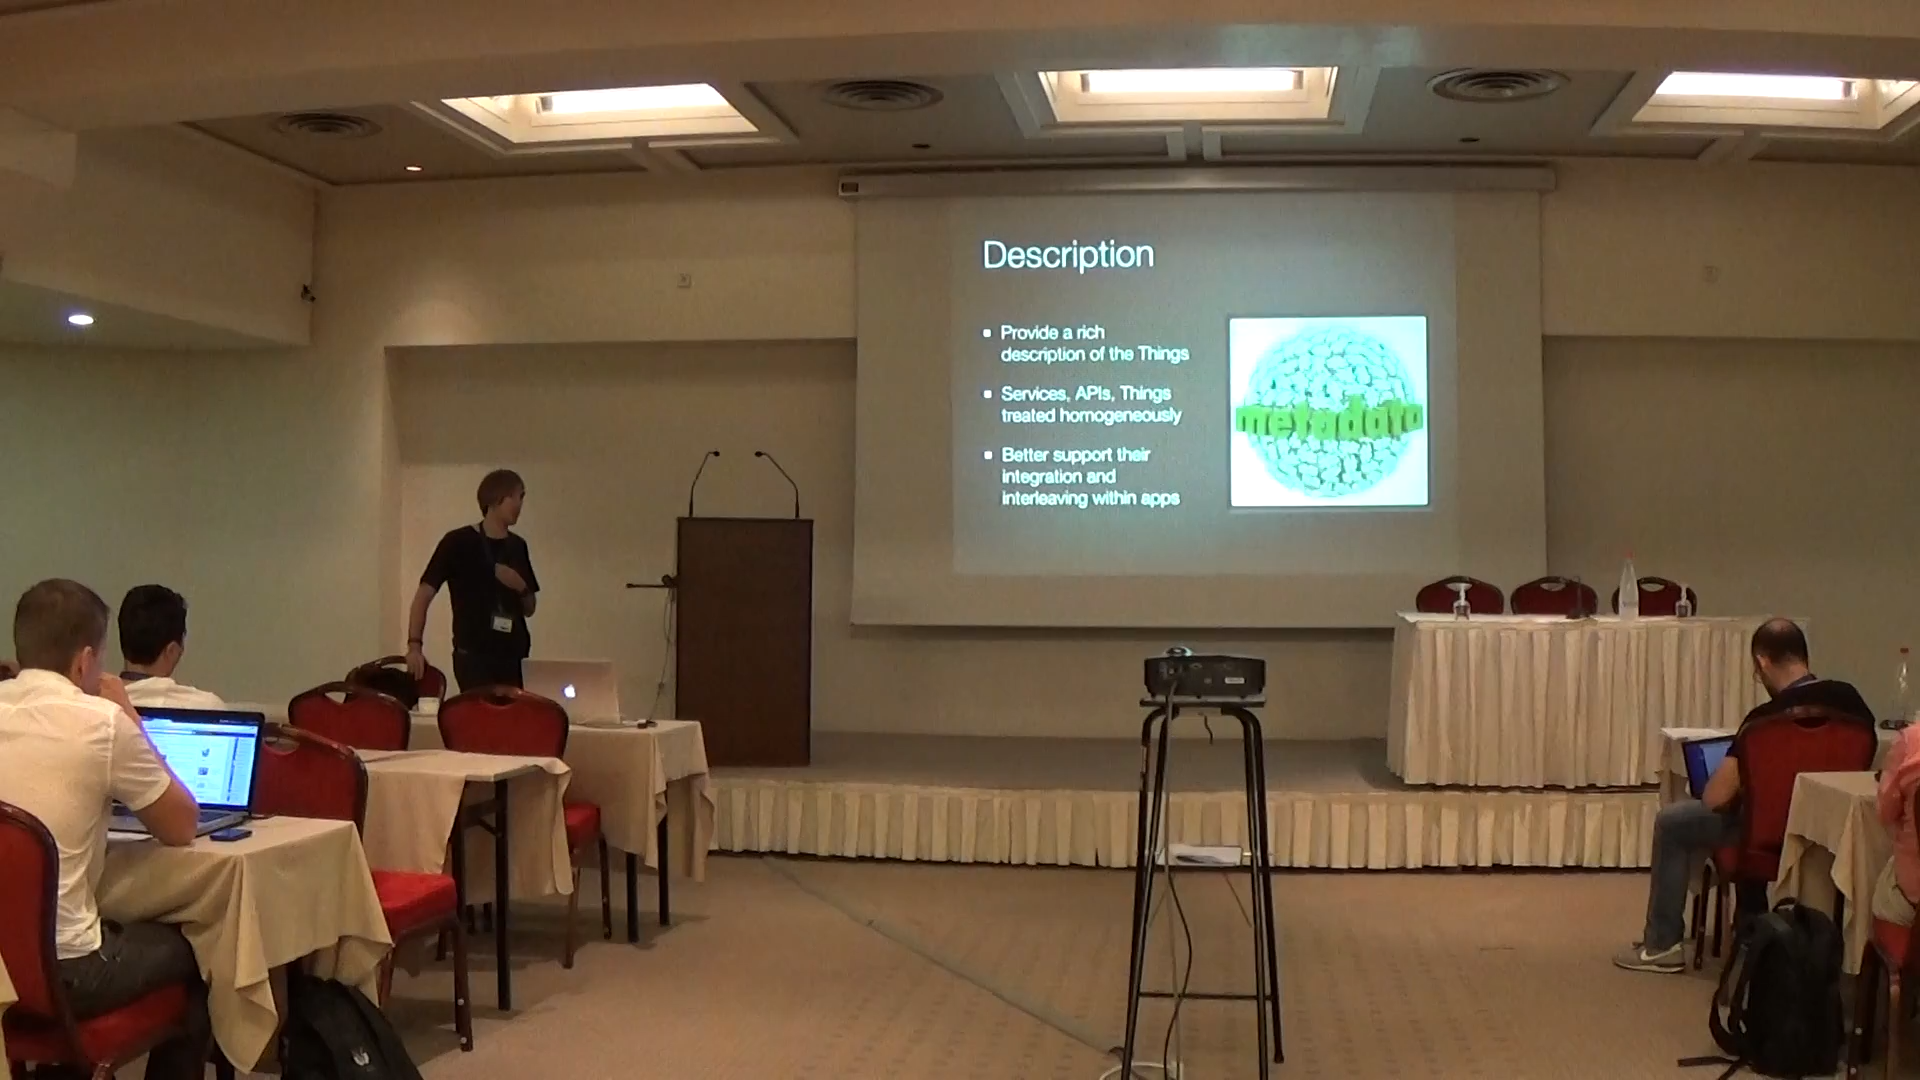 Description
Provide a rich
description of the Things
Services, APIs, Things
treated homogeneously
Better support their
integration and
interleaving within apps
metadata